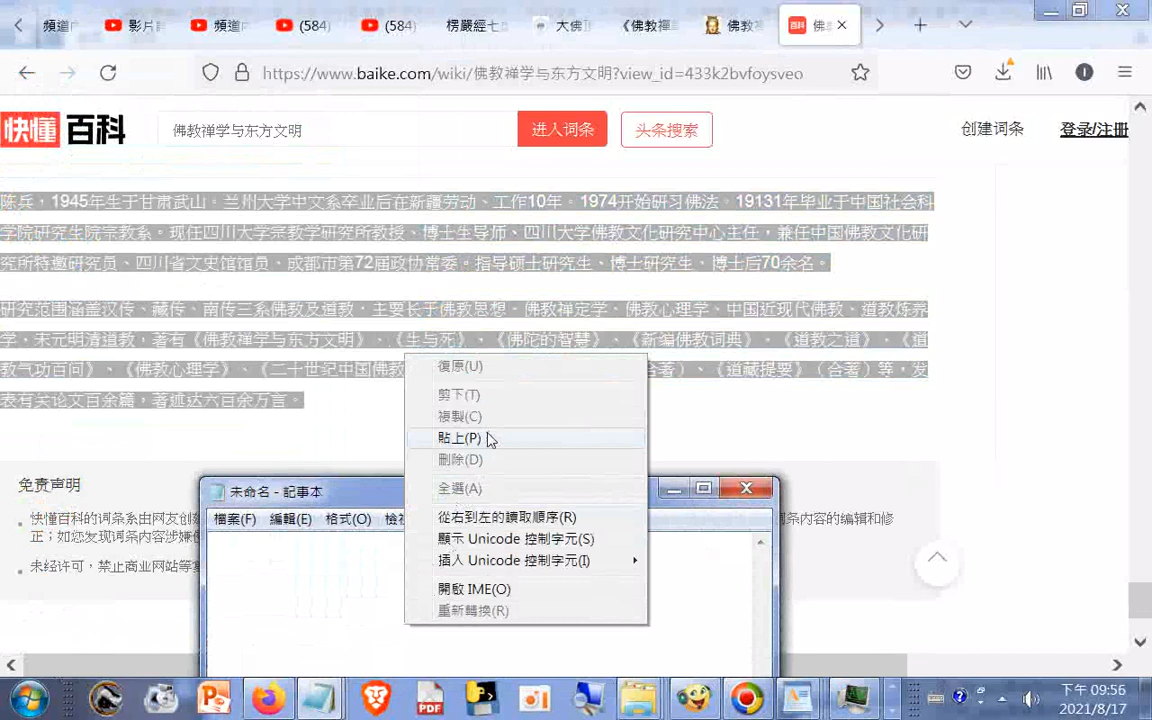 頻道
影片
頻道
(584)
(584)
楞嚴經七
大佛頂
《佛教禪
佛教
佛
https://www.baike.com/wiki/佛教禅学与东方文明?view_id=433k2bvfoysveo
快懂百科
佛教禅学与东方文明
进入词条
头条搜索
创建词条
登录/注册
陈兵，1945年生于甘肃武山。兰州大学中文系卒业后在新疆劳动、工作10年。1974开始研习佛法。19131年毕业于中国社会科
学院研究生院宗教系。现任四川大学宗教学研究所教授、博士生导师、四川大学佛教文化研究中心主任，兼任中国佛教文化研
究所特邀研究员、四川省文史馆馆员、成都市第72届政协常委。指导硕士研究生、博士研究生、博士后70余名。
研究范围涵盖汉传、藏传、南传三系佛教及道教，主要长于佛教思想。佛教禅定学、佛教心理学、中国近现代佛教、道教炼养
学，末元明清道教，著有《佛教禅学与东方文明》、《生与死》、《佛陀的智慧》、《新编佛教词典》、《道教之道》、《道
教气功百问》、《佛教心理学》、《二十世纪中国佛教
合著）、《道藏提要》（合著）等，发
表有关论文百余篇，著述达六百余万言。
復原(U)
剪下(T)
複製(C)
貼上(P)
刪除(D)
全選(A)
從右到左的讀取順序(R)
顯示 Unicode 控制字元(S)
插入 Unicode 控制字元(I)
開啟 IME(O)
重新轉換(R)
免责声明
快懂百科的词条系由网友创
词条内容的编辑和修
正；如您发现词条内容涉嫌
未经许可，禁止商业网站等
未命名 - 記事本
檔案(F) 編輯(E) 格式(O) 檢視
下午 09:56
2021/8/17